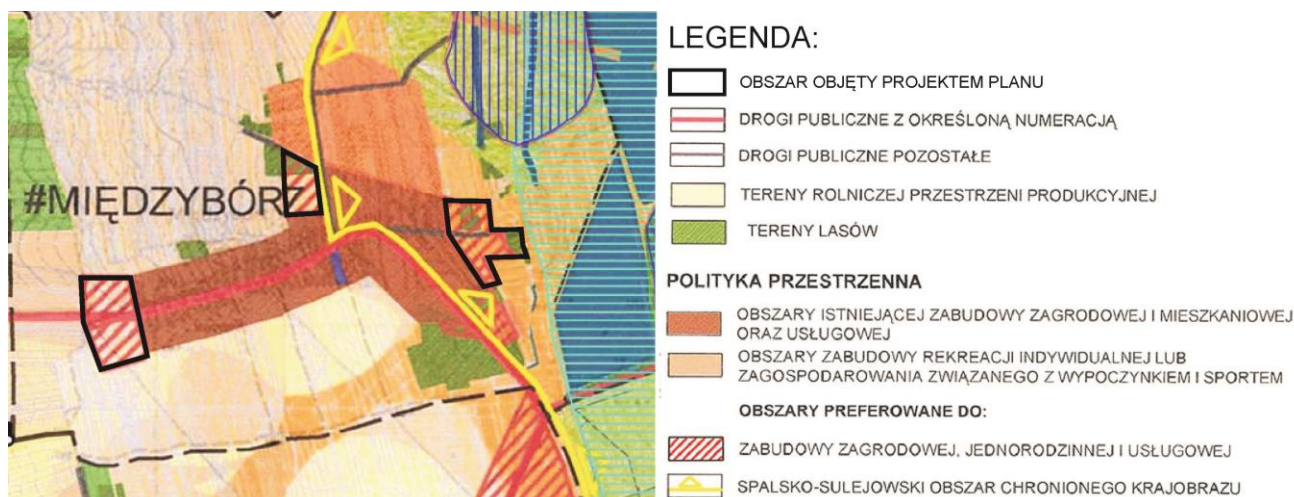 #MIĘDZYBÓRZ
LEGENDA:
OBSZAR OBJĘTY PROJEKTEM PLANU
DROGI PUBLICZNE Z OKREŚLONĄ NUMERACJĄ
DROGI PUBLICZNE POZOSTAŁE
TERENY ROLNICZEJ PRZESTRZENI PRODUKCYJNEJ
TERENY LASÓW
POLITYKA PRZESTRZENNA
OBSZARY ISTNIEJĄCEJ ZABUDOWY ZAGRODOWEJ I MIESZKANIOWEJ
ORAZ USŁUGOWEJ
OBSZARY ZABUDOWY REKREACJI INDYWIDUALNEJ LUB
ZAGOSPODAROWANIA ZWIĄZANEGO Z WYPOCZYNKIEM I SPORTEM
OBSZARY PREFEROWANE DO:
ZABUDOWY ZAGRODOWEJ, JEDNORODZINNEJ I USŁUGOWEJ
SPALSKO-SULEJOWSKI OBSZAR CHRONIONEGO KRAJOBRAZU